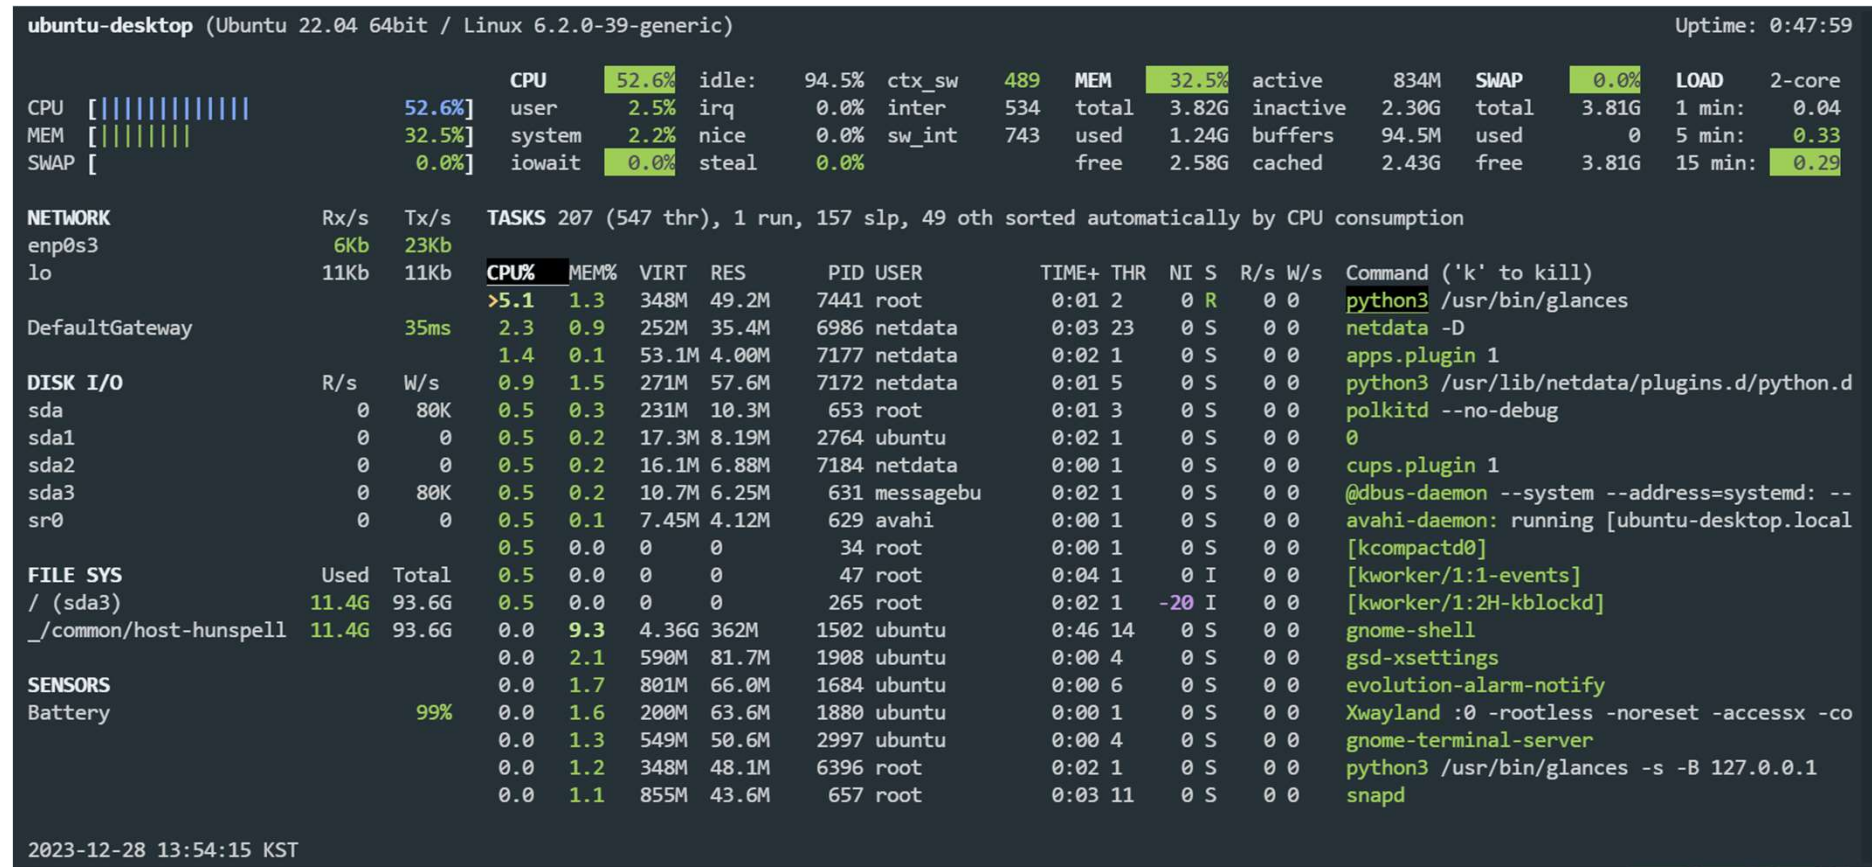 ubuntu-desktop (Ubuntu 22.04 64bit / Linux 6.2.0-39-generic) Uptime: 0:47:59
CPU 52.6% idle: 94.5% ctx_sw 489 MEM 32.5% active 834M SWAP 0.0% LOAD 2-core
CPU [|||||||||||||  52.6%] user 2.5% irq 0.0% inter 534 total 3.82G inactive 2.30G total 3.81G 1 min: 0.04
MEM [||||||||  32.5%] system 2.2% nice 0.0% sw_int 743 used 1.24G buffers 94.5M used 0 5 min: 0.33
SWAP [ 0.0%] iowait 0.0% steal 0.0% free 2.58G cached 2.43G free 3.81G 15 min: 0.29
NETWORK Rx/s Tx/s TASKS 207 (547 thr), 1 run, 157 slp, 49 oth sorted automatically by CPU consumption
enp0s3 6Kb 23Kb
lo 11Kb 11Kb CPU% MEM% VIRT RES PID USER TIME+ THR NI S R/s W/s Command ('k' to kill)
>5.1 1.3 348M 49.2M 7441 root 0:01 2 0 R 0 0 python3 /usr/bin/glances
DefaultGateway 35ms 2.3 0.9 252M 35.4M 6986 netdata 0:03 23 0 S 0 0 netdata -D
1.4 0.1 53.1M 4.00M 7177 netdata 0:02 1 0 S 0 0 apps.plugin 1
DISK I/O R/s W/s 0.9 1.5 271M 57.6M 7172 netdata 0:01 5 0 S 0 0 python3 /usr/lib/netdata/plugins.d/python.d
sda 0 80K 0.5 0.3 231M 10.3M 653 root 0:01 3 0 S 0 0 polkitd --no-debug
sda1 0 0 0.5 0.2 17.3M 8.19M 2764 ubuntu 0:02 1 0 S 0 0 0
sda2 0 0 0.5 0.2 16.1M 6.88M 7184 netdata 0:00 1 0 S 0 0 cups.plugin 1
sda3 0 80K 0.5 0.2 10.7M 6.25M 631 messagebu 0:02 1 0 S 0 0 @dbus-daemon --system --address=systemd: --
sr0 0 0 0.5 0.1 7.45M 4.12M 629 avahi 0:00 1 0 S 0 0 avahi-daemon: running [ubuntu-desktop.local
0.5 0.0 0 0 34 root 0:00 1 0 S 0 0 [kcompactd0]
FILE SYS Used Total 0.5 0.0 0 0 47 root 0:04 1 0 I 0 0 [kworker/1:1-events]
/ (sda3) 11.4G 93.6G 0.5 0.0 0 0 265 root 0:02 1 -20 I 0 0 [kworker/1:2H-kblockd]
_/common/host-hunspell 11.4G 93.6G 0.0 9.3 4.36G 362M 1502 ubuntu 0:46 14 0 S 0 0 gnome-shell
0.0 2.1 590M 81.7M 1908 ubuntu 0:00 4 0 S 0 0 gsd-xsettings
SENSORS 0.0 1.7 801M 66.0M 1684 ubuntu 0:00 6 0 S 0 0 evolution-alarm-notify
Battery 99% 0.0 1.6 200M 63.6M 1880 ubuntu 0:00 1 0 S 0 0 Xwayland :0 -rootless -noreset -accessx -co
0.0 1.3 549M 50.6M 2997 ubuntu 0:00 4 0 S 0 0 gnome-terminal-server
0.0 1.2 348M 48.1M 6396 root 0:02 1 0 S 0 0 python3 /usr/bin/glances -s -B 127.0.0.1
0.0 1.1 855M 43.6M 657 root 0:03 11 0 S 0 0 snapd
2023-12-28 13:54:15 KST